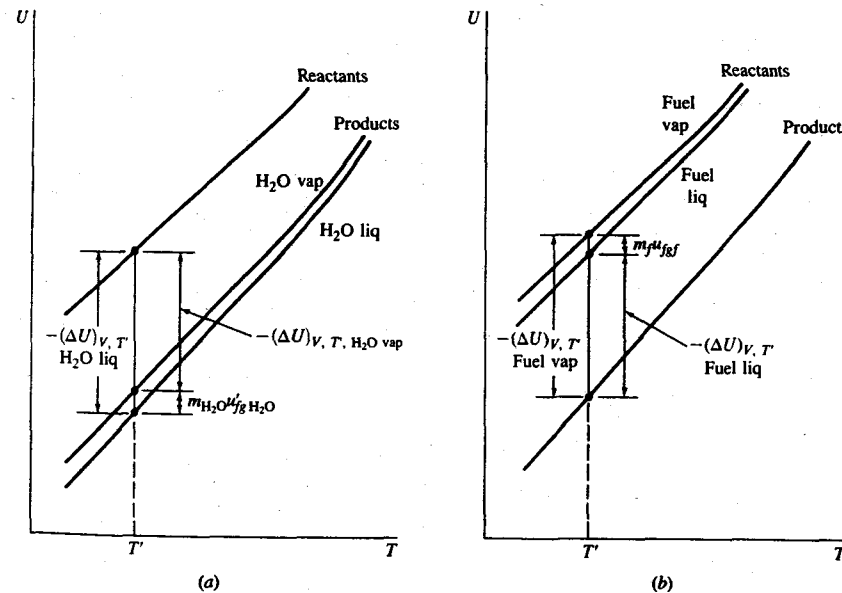 U
Reactants
Products
H₂O vap
H₂O liq
−(ΔU)V, T′
H₂O liq
−(ΔU)V, T′, H₂O vap
mH₂Ou′fg H₂O
T′
T
(a)
U
Reactants
Fuel
vap
Product
Fuel
liq
mfufgf
−(ΔU)V, T′
Fuel vap
−(ΔU)V, T′
Fuel liq
T′
T
(b)